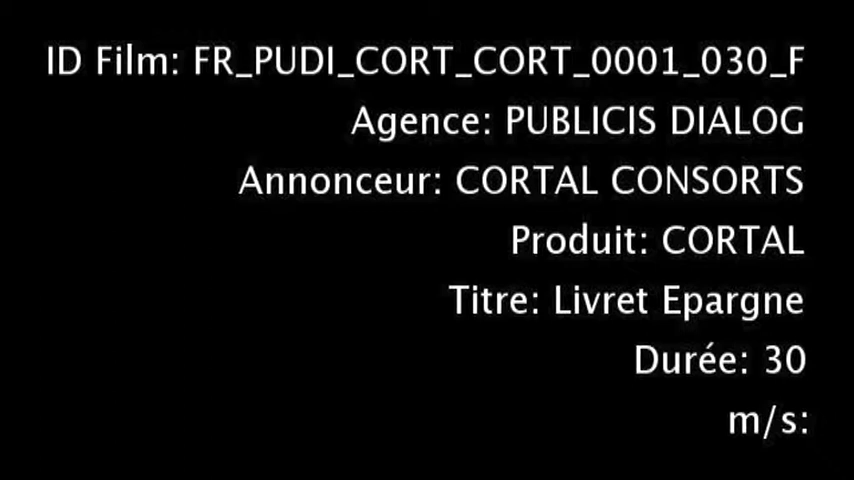 ID Film: FR_PUDI_CORT_CORT_0001_030_F
Agence: PUBLICIS DIALOG
Annonceur: CORTAL CONSORTS
Produit: CORTAL
Titre: Livret Epargne
Durée: 30
m/s: